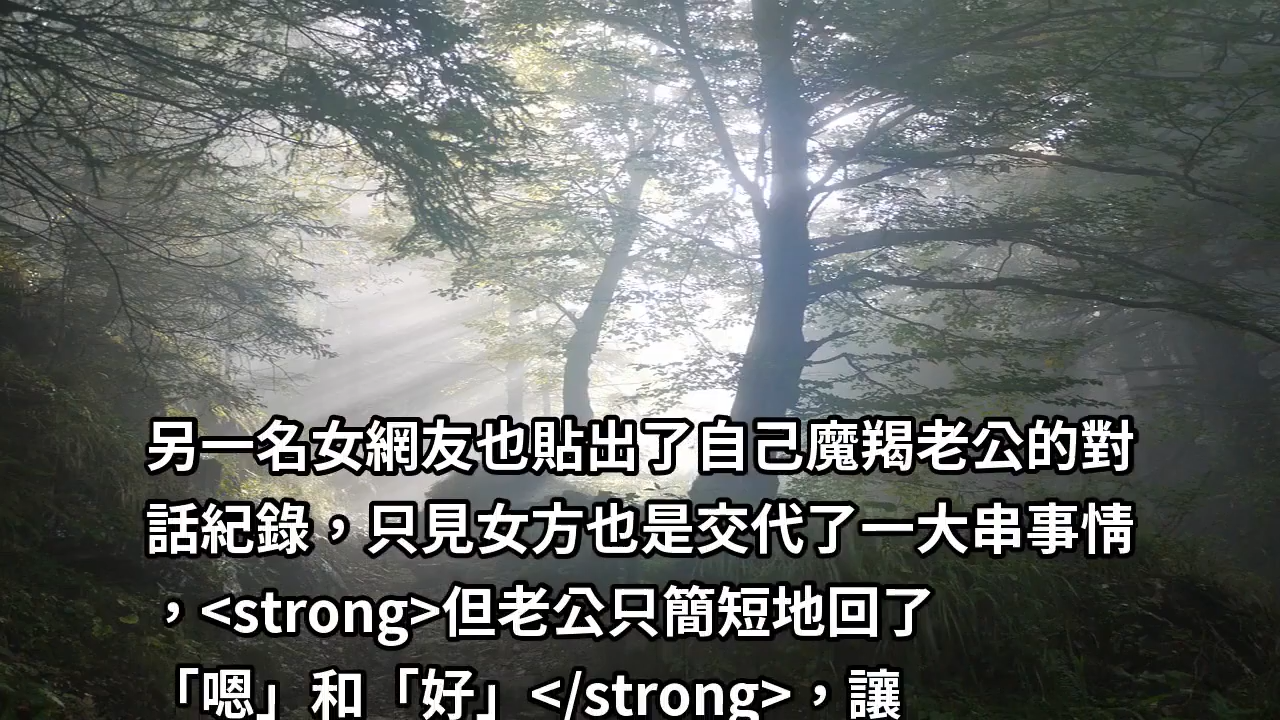 另一名女網友也貼出了自己魔羯老公的對
話紀錄，只見女方也是交代了一大串事情
，<strong>但老公只簡短地回了
「嗯」和「好」</strong>，讓